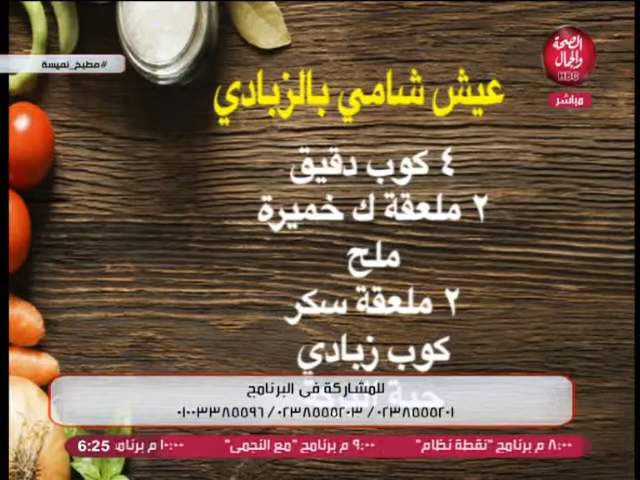 #مطبخ_نميسة
الصحة
والجمال
HBC
مباشر
عيش شامي بالزبادي
٤ كوب دقيق
٢ ملعقة ك خميرة
ملح
٢ ملعقة سكر
كوب زبادي
للمشاركة فى البرنامج
٠٢٣٨٥٥٥٢٠١ / ٠٢٣٨٥٥٥٢٠٣ / ٠١٠٠٣٣٨٥٥٩٦
٨:٠٠ م برنامج "نقطة نظام" ٩:٠٠ م برنامج "مع النجمى" ١٠:٠٠ م برنامـ
6:25